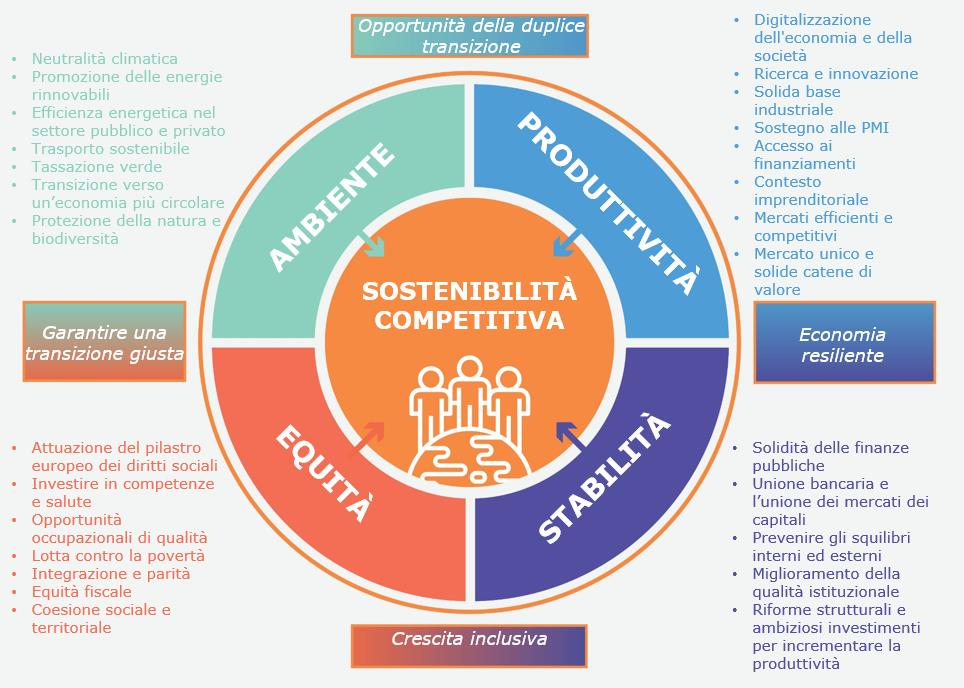 Opportunità della duplice
transizione
• Neutralità climatica
• Promozione delle energie
rinnovabili
• Efficienza energetica nel
settore pubblico e privato
• Trasporto sostenibile
• Tassazione verde
• Transizione verso
un’economia più circolare
• Protezione della natura e
biodiversità
• Digitalizzazione
dell'economia e della
società
• Ricerca e innovazione
• Solida base
industriale
• Sostegno alle PMI
• Accesso ai
finanziamenti
• Contesto
imprenditoriale
• Mercati efficienti e
competitivi
• Mercato unico e
solide catene di
valore
AMBIENTE
PRODUTTIVITÀ
SOSTENIBILITÀ
COMPETITIVA
Garantire una
transizione giusta
Economia
resiliente
EQUITÀ
STABILITÀ
• Attuazione del pilastro
europeo dei diritti sociali
• Investire in competenze
e salute
• Opportunità
occupazionali di qualità
• Lotta contro la povertà
• Integrazione e parità
• Equità fiscale
• Coesione sociale e
territoriale
• Solidità delle finanze
pubbliche
• Unione bancaria e
l’unione dei mercati dei
capitali
• Prevenire gli squilibri
interni ed esterni
• Miglioramento della
qualità istituzionale
• Riforme strutturali e
ambiziosi investimenti
per incrementare la
produttività
Crescita inclusiva